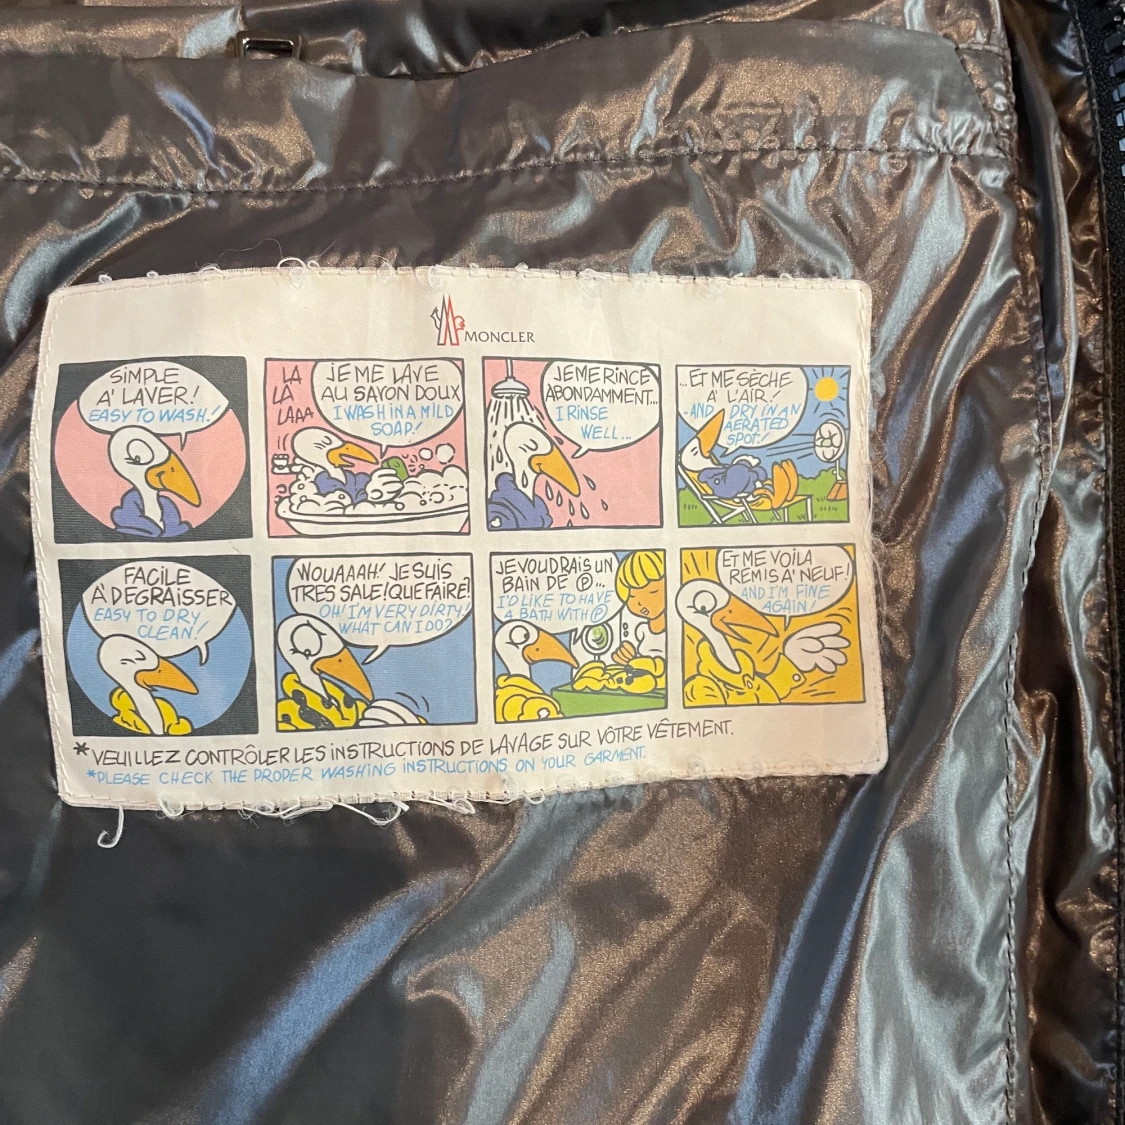 MONCLER
SIMPLE
A' LAVER!
EASY TO WASH!
LA
LA
LAAA
JE ME LAVE
AU SAVON DOUX
I WASH IN A MILD
SOAP!
JE ME RINCE
ABONDAMMENT...
I RINSE
WELL...
...ET ME SÈCHE
A' L'AIR!
-AND DRY IN AN
AERATED
SPOT!
FACILE
A' DEGRAISSER
EASY TO DRY
CLEAN!
WOUAAAH! JE SUIS
TRES SALE! QUE FAIRE!
OH! I'M VERY DIRTY!
WHAT CAN I DO?
JE VOUDRAIS UN
BAIN DE Ⓟ...
I'D LIKE TO HAVE
A BATH WITH Ⓟ
ET ME VOILA
REMIS A' NEUF!
AND I'M FINE
AGAIN!
*VEUILLEZ CONTRÔLER LES INSTRUCTIONS DE LAVAGE SUR VÔTRE VÊTEMENT.
*PLEASE CHECK THE PROPER WASHING INSTRUCTIONS ON YOUR GARMENT.